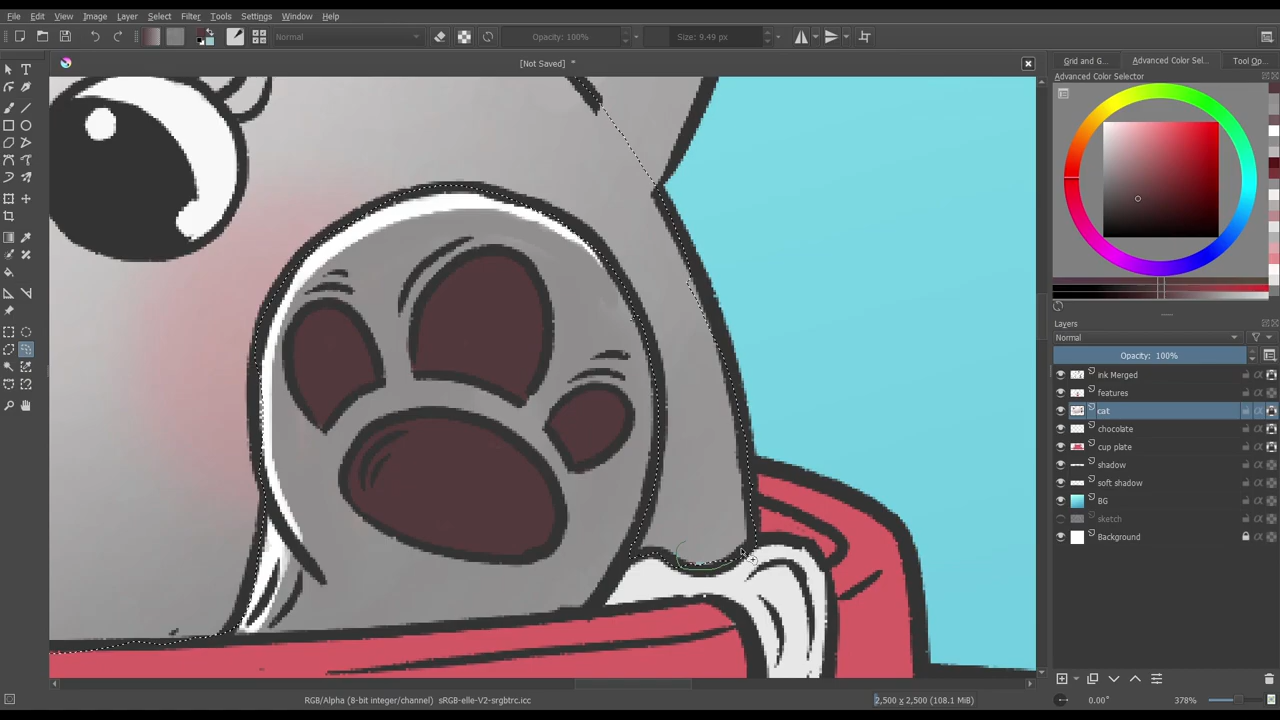 File Edit View Image Layer Select Filter Tools Settings Window Help
Normal Opacity: 100% Size: 9.49 px
[Not Saved] *
Grid and G... Advanced Color Sel... Tool Op...
Advanced Color Selector
Layers
Normal
Opacity: 100%
ink Merged
features
cat
chocolate
cup plate
shadow
soft shadow
BG
sketch
Background
RGB/Alpha (8-bit integer/channel) sRGB-elle-V2-srgbtrc.icc 2,500 x 2,500 (108.1 MiB) 0.00° 378%